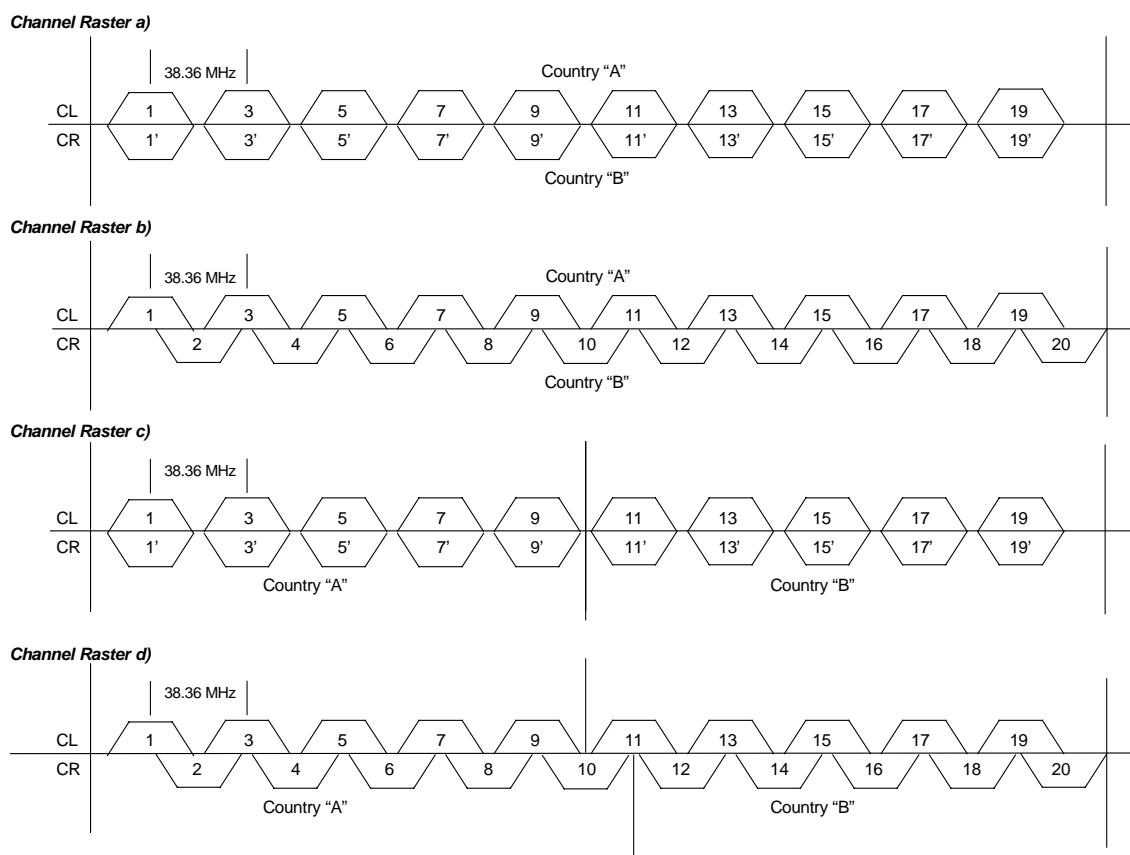 Channel Raster a)
38.36 MHz
Country “A”
CL 1 3 5 7 9 11 13 15 17 19
CR 1’ 3’ 5’ 7’ 9’ 11’ 13’ 15’ 17’ 19’
Country “B”
Channel Raster b)
38.36 MHz
Country “A”
CL 1 3 5 7 9 11 13 15 17 19
CR 2 4 6 8 10 12 14 16 18 20
Country “B”
Channel Raster c)
38.36 MHz
CL 1 3 5 7 9 11 13 15 17 19
CR 1’ 3’ 5’ 7’ 9’ 11’ 13’ 15’ 17’ 19’
Country “A” Country “B”
Channel Raster d)
38.36 MHz
CL 1 3 5 7 9 11 13 15 17 19
CR 2 4 6 8 10 12 14 16 18 20
Country “A” Country “B”